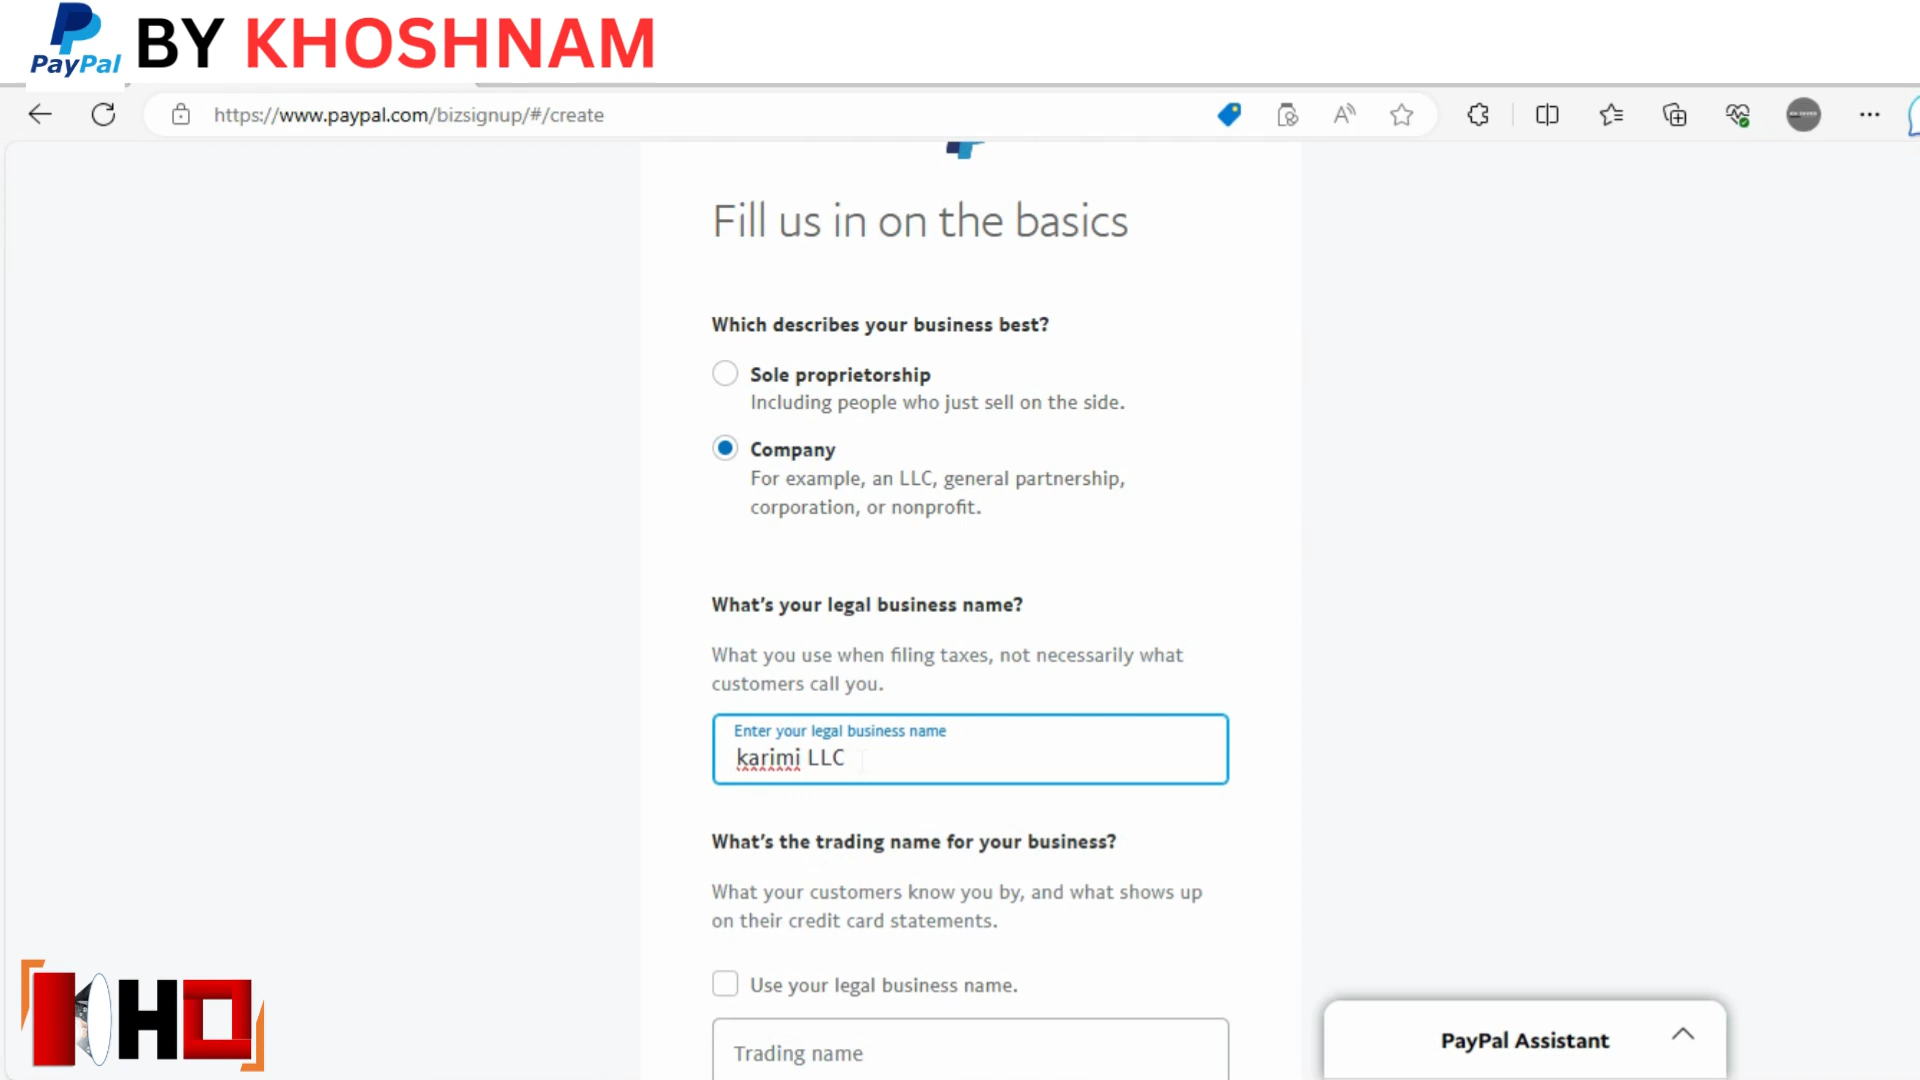 PayPal BY KHOSHNAM
https://www.paypal.com/bizsignup/#/create
Fill us in on the basics
Which describes your business best?
Sole proprietorship
Including people who just sell on the side.
Company
For example, an LLC, general partnership,
corporation, or nonprofit.
What's your legal business name?
What you use when filing taxes, not necessarily what
customers call you.
Enter your legal business name
karimi LLC
What's the trading name for your business?
What your customers know you by, and what shows up
on their credit card statements.
Use your legal business name.
Trading name
PayPal Assistant
KHO